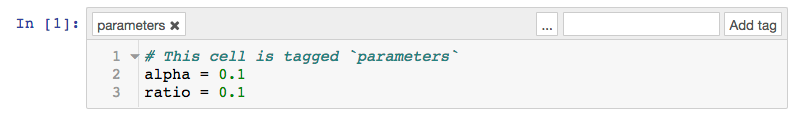 In [1]: parameters ✖ ... Add tag
1 # This cell is tagged `parameters`
2 alpha = 0.1
3 ratio = 0.1